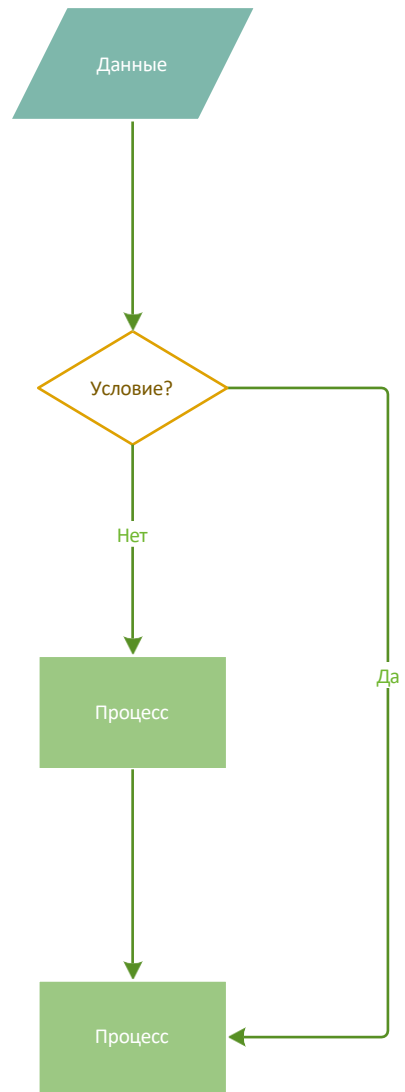 Данные
Условие?
Нет
Да
Процесс
Процесс